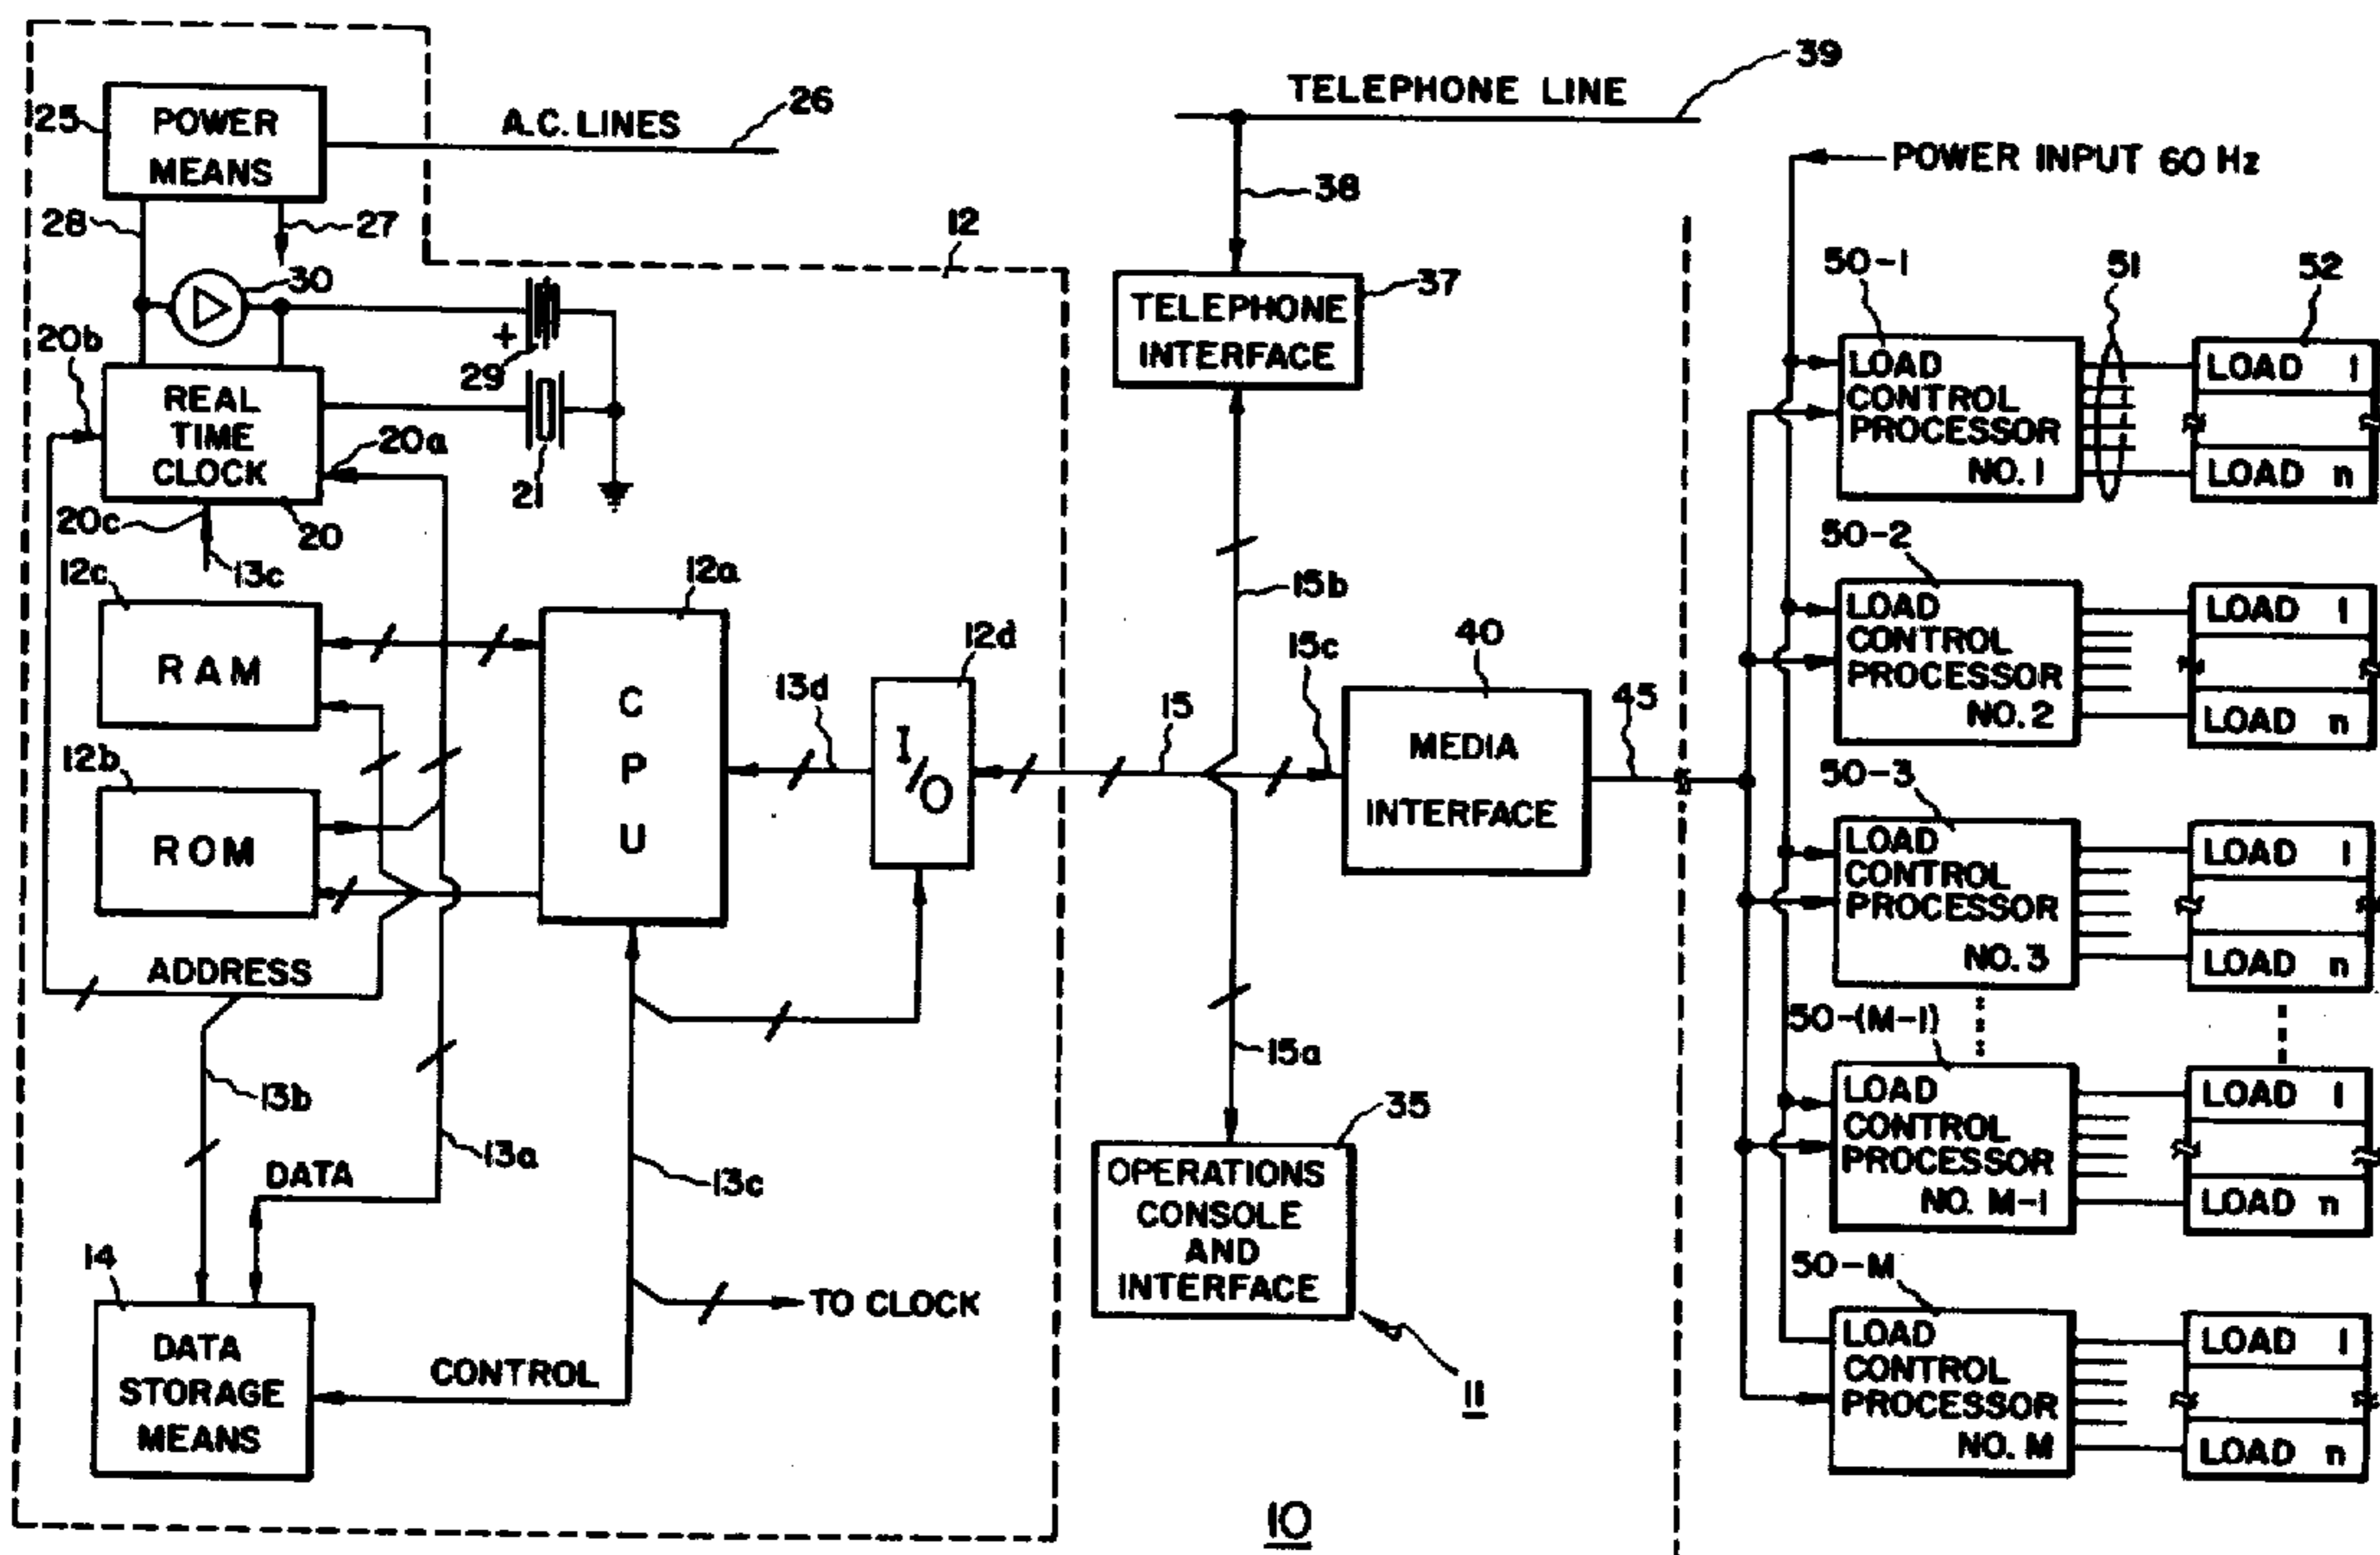 TELEPHONE LINE
39
25
POWER
MEANS
A.C. LINES
26
28
27
38
POWER INPUT 60 Hz
12
30
20b
+
29
TELEPHONE
INTERFACE
37
REAL
TIME
CLOCK
20a
21
20c
20
13c
12c
RAM
12a
C
P
U
12d
I/O
13d
12b
ROM
15
15b
15c
40
MEDIA
INTERFACE
45
ADDRESS
13b
DATA
13a
13c
15a
35
OPERATIONS
CONSOLE
AND
INTERFACE
11
14
DATA
STORAGE
MEANS
CONTROL
TO CLOCK
10
50-1
51
52
LOAD
CONTROL
PROCESSOR
NO. 1
LOAD 1
LOAD n
50-2
LOAD
CONTROL
PROCESSOR
NO. 2
LOAD 1
LOAD n
50-3
LOAD
CONTROL
PROCESSOR
NO. 3
LOAD 1
LOAD n
50-(M-1)
LOAD
CONTROL
PROCESSOR
NO. M-1
LOAD 1
LOAD n
50-M
LOAD
CONTROL
PROCESSOR
NO. M
LOAD 1
LOAD n